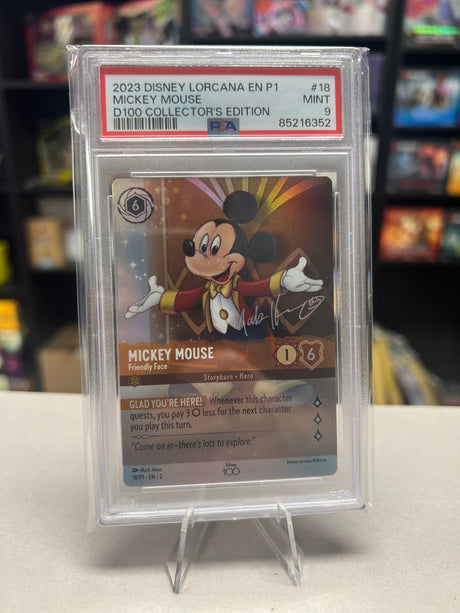 2023 DISNEY LORCANA EN P1 #18
MICKEY MOUSE MINT
D100 COLLECTOR'S EDITION 9
PSA 85216352
6
MICKEY MOUSE
Friendly Face
1 6
Storyburn • Hero
GLAD YOU'RE HERE! Whenever this character
quests, you pay 3 less for the next character
you play this turn.
"Come on in—there's lots to explore."
Mark Henn
18/P1 • EN • 2
Disney
100